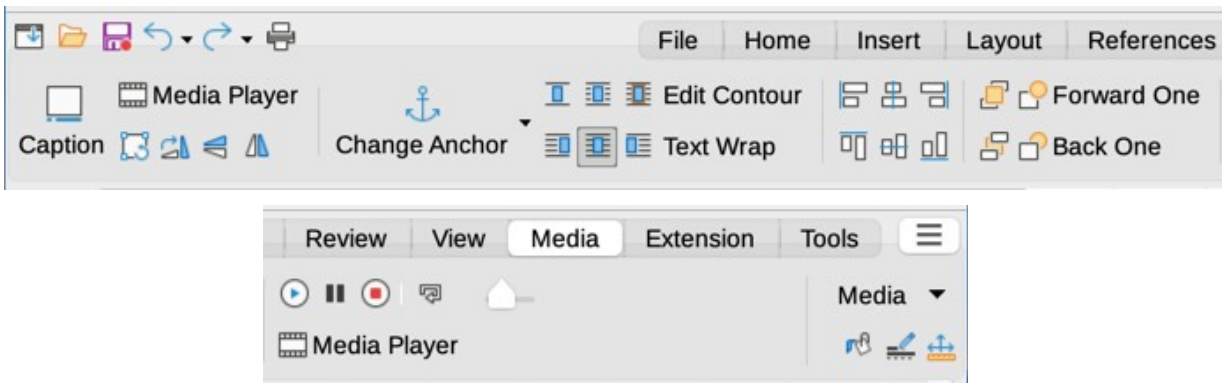 File Home Insert Layout References
Media Player Edit Contour Forward One
Caption Change Anchor Text Wrap Back One
Review View Media Extension Tools
Media
Media Player